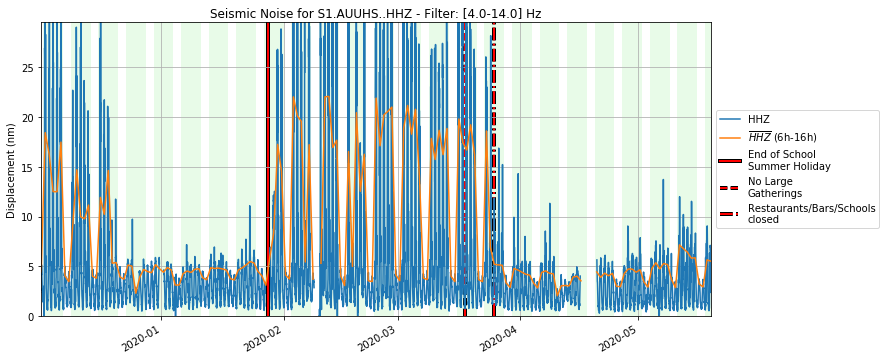 Seismic Noise for S1.AUUHS..HHZ - Filter: [4.0-14.0] Hz
Displacement (nm)
25
20
15
10
5
0
2020-01
2020-02
2020-03
2020-04
2020-05
HHZ
HHZ (6h-16h)
End of School
Summer Holiday
No Large
Gatherings
Restaurants/Bars/Schools
closed